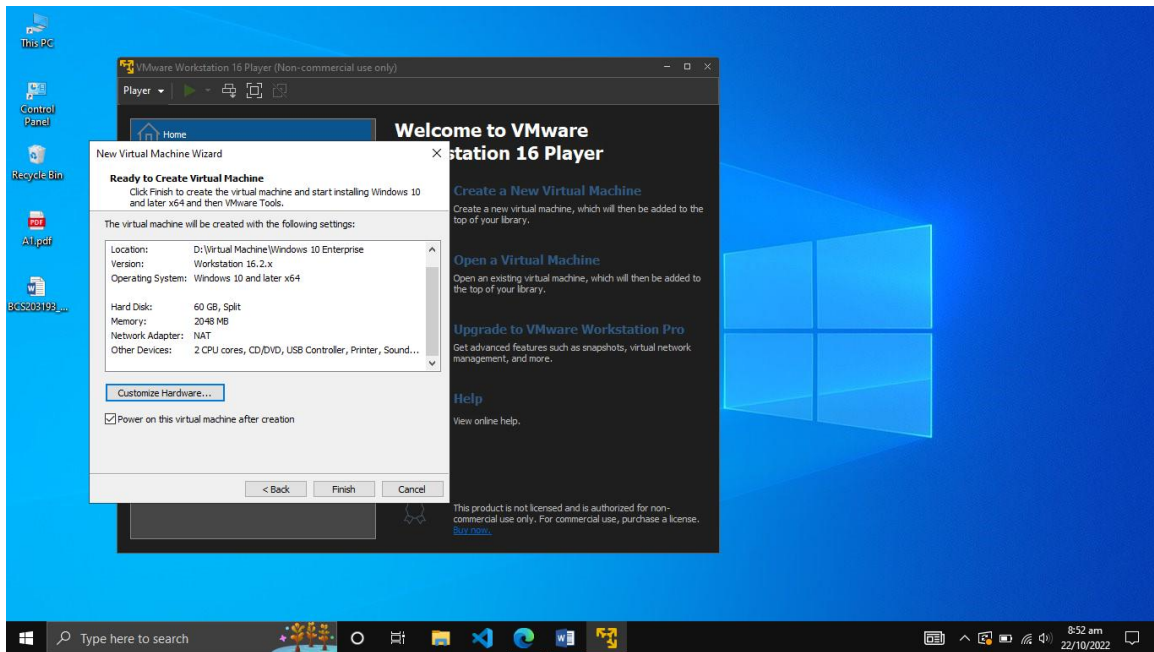 This PC
Control
Panel
Recycle Bin
A1.pdf
BGS203193_...
VMware Workstation 16 Player (Non-commercial use only)
Player
Home
Welcome to VMware
station 16 Player
Create a New Virtual Machine
Create a new virtual machine, which will then be added to the
top of your library.
Open a Virtual Machine
Open an existing virtual machine, which will then be added to
the top of your library.
Upgrade to VMware Workstation Pro
Get advanced features such as snapshots, virtual network
management, and more.
Help
View online help.
This product is not licensed and is authorized for non-
commercial use only. For commercial use, purchase a license.
Buy now.
New Virtual Machine Wizard
Ready to Create Virtual Machine
Click Finish to create the virtual machine and start installing Windows 10
and later x64 and then VMware Tools.
The virtual machine will be created with the following settings:
Location: D:\Virtual Machine\Windows 10 Enterprise
Version: Workstation 16.2.x
Operating System: Windows 10 and later x64
Hard Disk: 60 GB, Split
Memory: 2048 MB
Network Adapter: NAT
Other Devices: 2 CPU cores, CD/DVD, USB Controller, Printer, Sound...
Customize Hardware...
Power on this virtual machine after creation
< Back Finish Cancel
Type here to search
8:52 am
22/10/2022